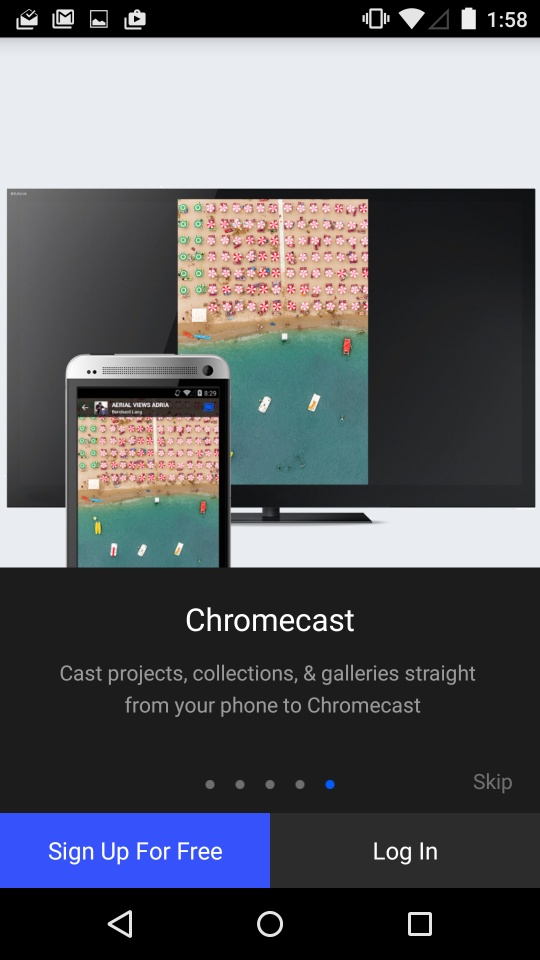 1:58
8:29
AERIAL VIEWS ADRIA
Bernhard Lang
Chromecast
Cast projects, collections, & galleries straight
from your phone to Chromecast
Skip
Sign Up For Free
Log In